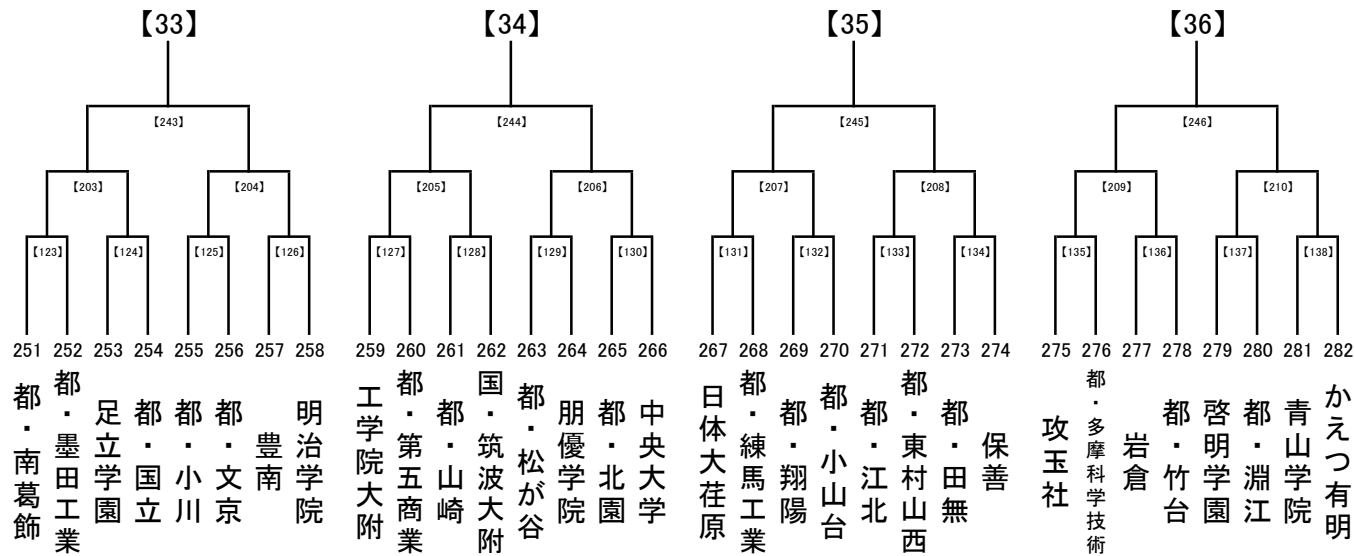 【33】 【34】 【35】 【36】
【243】 【244】 【245】 【246】
【203】 【204】 【205】 【206】 【207】 【208】 【209】 【210】
【123】 【124】 【125】 【126】 【127】 【128】 【129】 【130】 【131】 【132】 【133】 【134】 【135】 【136】 【137】 【138】
251 252 253 254 255 256 257 258 259 260 261 262 263 264 265 266 267 268 269 270 271 272 273 274 275 276 277 278 279 280 281 282
都・南葛飾
都・墨田工業
足立学園
都・国立
都・小川
都・文京
豊南
明治学院
工学院大附
都・第五商業
都・山崎
国・筑波大附
都・松が谷
朋優学院
都・北園
中央大学
日体大荏原
都・練馬工業
都・翔陽
都・小山台
都・江北
都・東村山西
都・田無
保善
攻玉社
都・多摩科学技術
岩倉
都・竹台
啓明学園
都・淵江
青山学院
かえつ有明